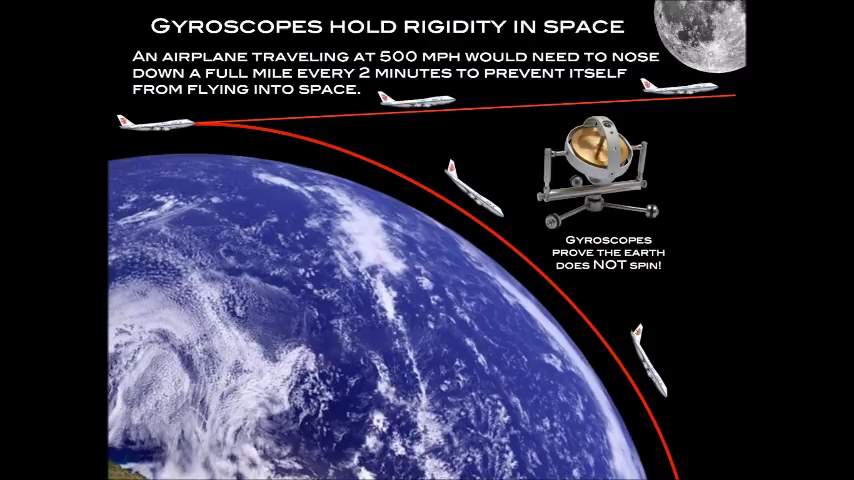 Gyroscopes hold rigidity in space
An airplane traveling at 500 mph would need to nose
down a full mile every 2 minutes to prevent itself
from flying into space.
Gyroscopes
prove the earth
does NOT spin!